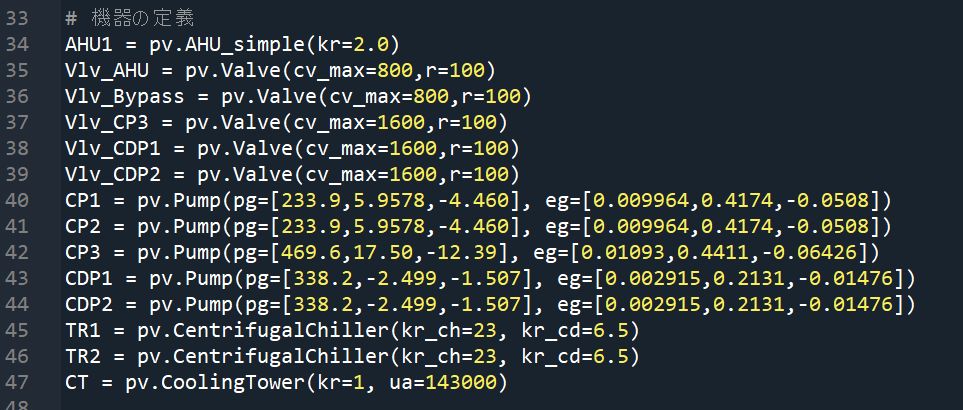 33 # 機器の定義
34 AHU1 = pv.AHU_simple(kr=2.0)
35 Vlv_AHU = pv.Valve(cv_max=800,r=100)
36 Vlv_Bypass = pv.Valve(cv_max=800,r=100)
37 Vlv_CP3 = pv.Valve(cv_max=1600,r=100)
38 Vlv_CDP1 = pv.Valve(cv_max=1600,r=100)
39 Vlv_CDP2 = pv.Valve(cv_max=1600,r=100)
40 CP1 = pv.Pump(pg=[233.9,5.9578,-4.460], eg=[0.009964,0.4174,-0.0508])
41 CP2 = pv.Pump(pg=[233.9,5.9578,-4.460], eg=[0.009964,0.4174,-0.0508])
42 CP3 = pv.Pump(pg=[469.6,17.50,-12.39], eg=[0.01093,0.4411,-0.06426])
43 CDP1 = pv.Pump(pg=[338.2,-2.499,-1.507], eg=[0.002915,0.2131,-0.01476])
44 CDP2 = pv.Pump(pg=[338.2,-2.499,-1.507], eg=[0.002915,0.2131,-0.01476])
45 TR1 = pv.CentrifugalChiller(kr_ch=23, kr_cd=6.5)
46 TR2 = pv.CentrifugalChiller(kr_ch=23, kr_cd=6.5)
47 CT = pv.CoolingTower(kr=1, ua=143000)
48